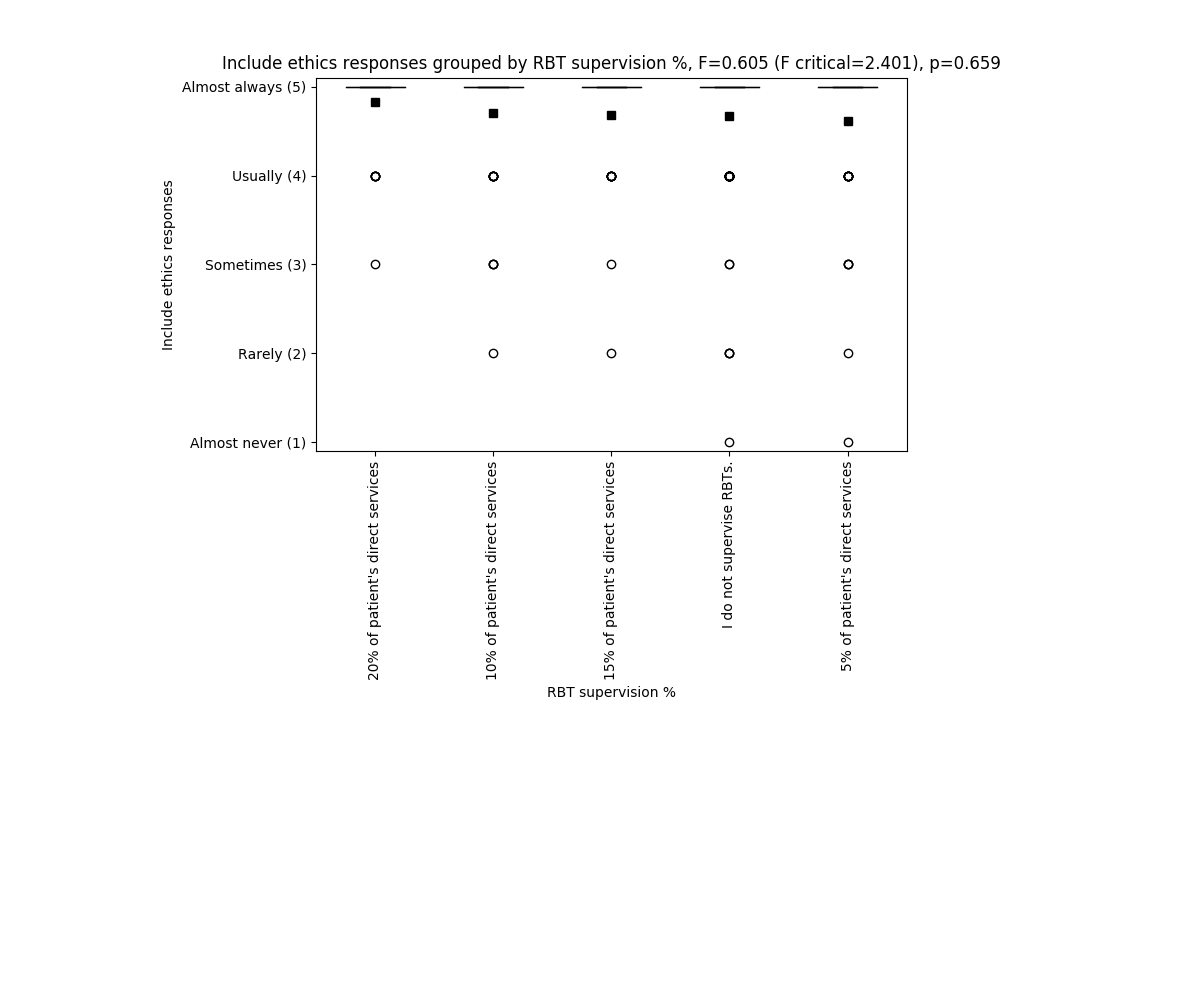 Include ethics responses grouped by RBT supervision %, F=0.605 (F critical=2.401), p=0.659
Almost always (5)
Usually (4)
Sometimes (3)
Rarely (2)
Almost never (1)
Include ethics responses
20% of patient's direct services
10% of patient's direct services
15% of patient's direct services
I do not supervise RBTs.
5% of patient's direct services
RBT supervision %